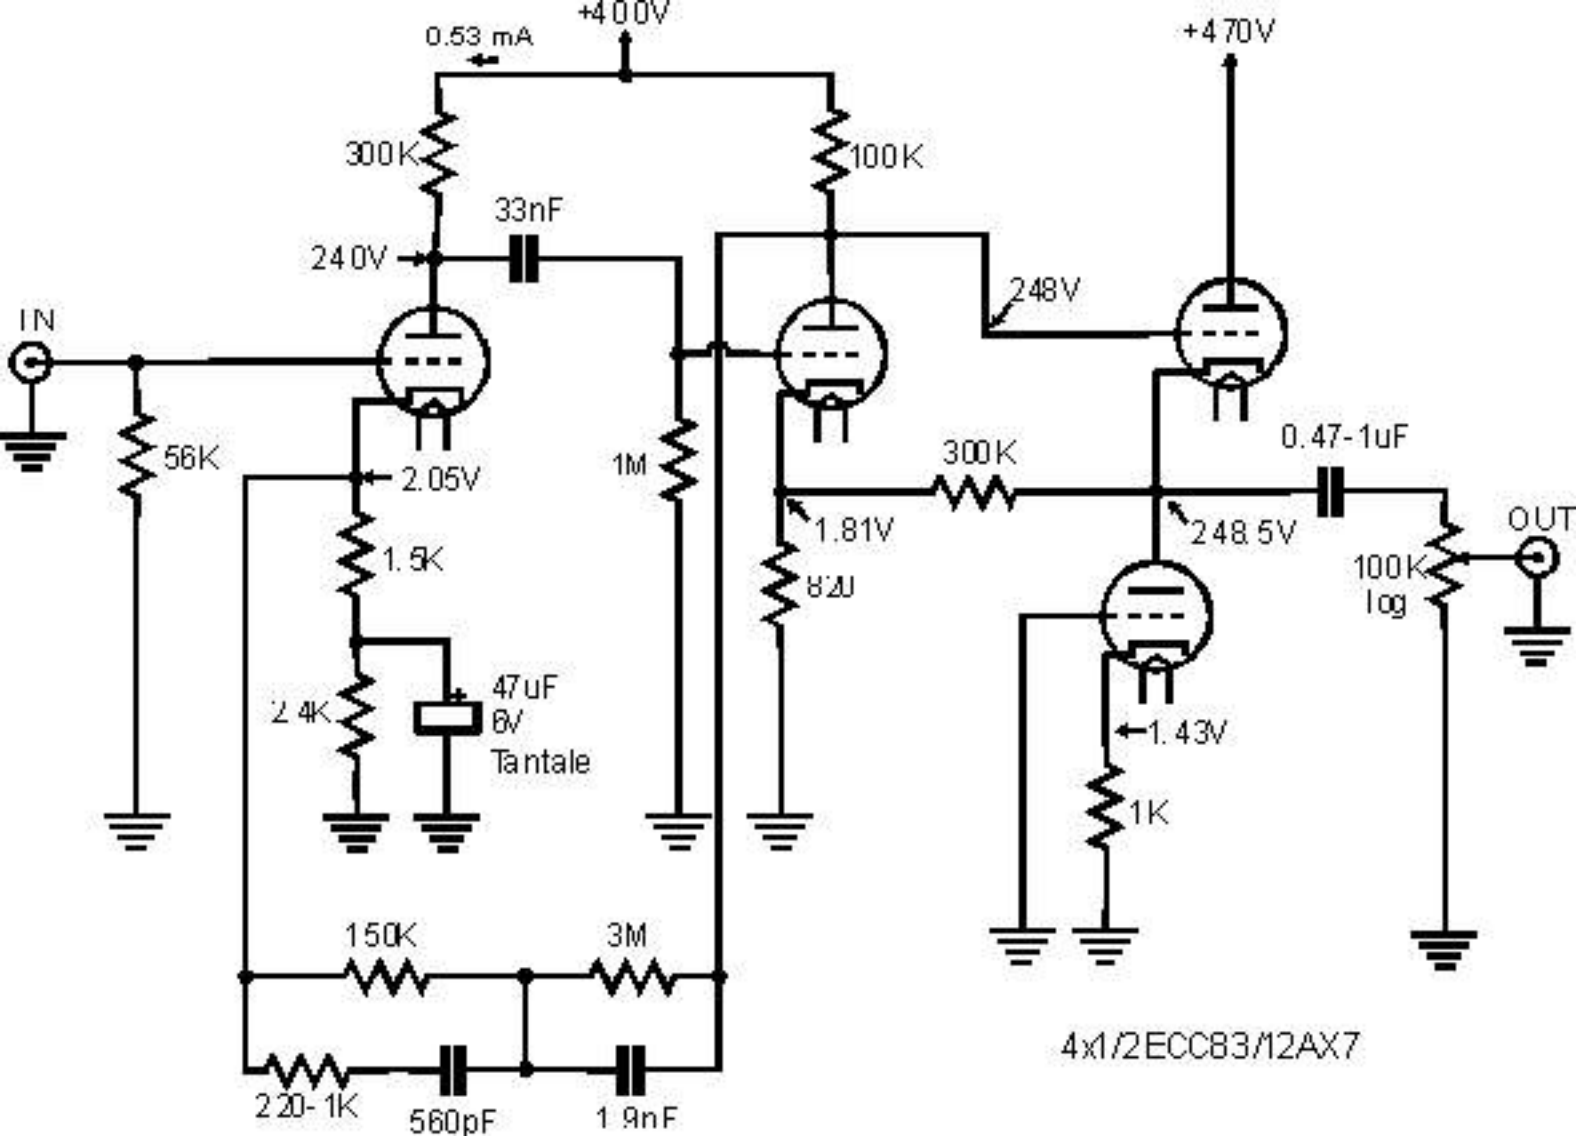 +400V
0.53 mA
+470V
300K
100K
33nF
240V
248V
IN
0.47-1uF
300K
56K
1M
2.05V
OUT
1.81V
248.5V
1.5K
100K
log
820
47uF
2.4K
6V
1.43V
Tantale
1K
150K
3M
4x1/2ECC83/12AX7
220-1K
560pF
1.9nF